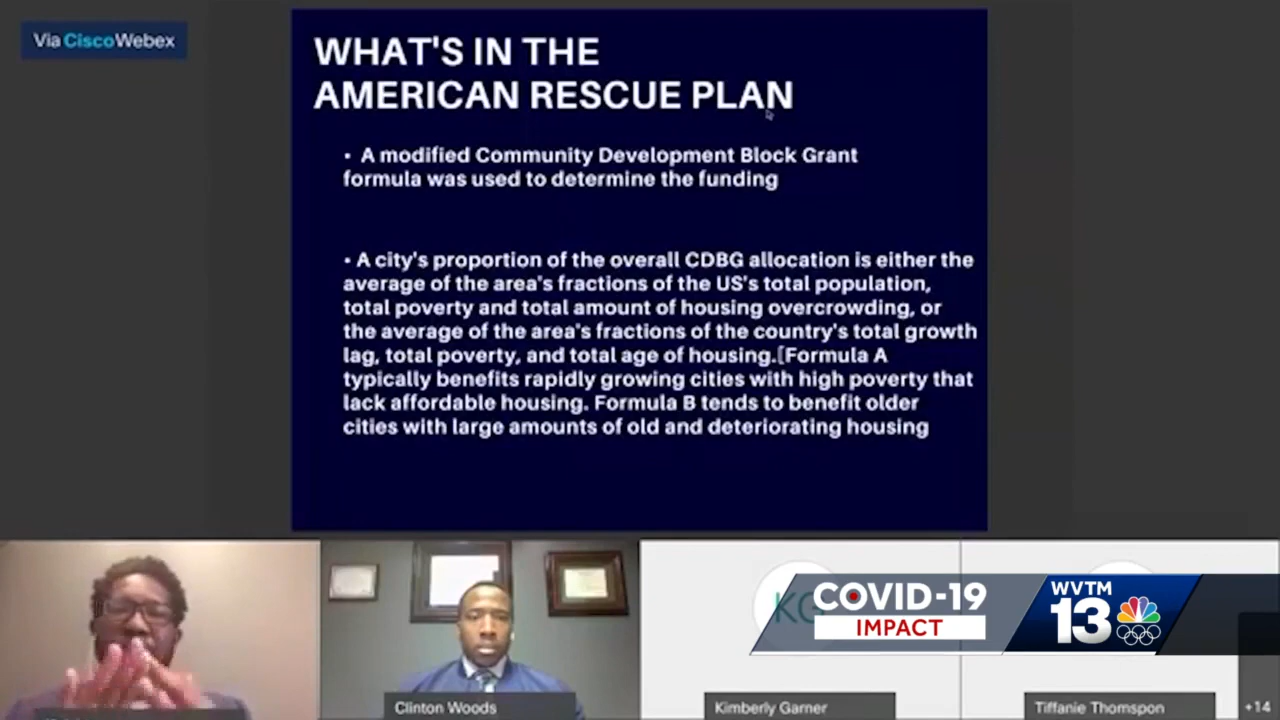 Via CiscoWebex
WHAT'S IN THE
AMERICAN RESCUE PLAN
• A modified Community Development Block Grant
formula was used to determine the funding
• A city's proportion of the overall CDBG allocation is either the
average of the area's fractions of the US's total population,
total poverty and total amount of housing overcrowding, or
the average of the area's fractions of the country's total growth
lag, total poverty, and total age of housing.[Formula A
typically benefits rapidly growing cities with high poverty that
lack affordable housing. Formula B tends to benefit older
cities with large amounts of old and deteriorating housing
KG
COVID-19
IMPACT
WVTM
13
Clinton Woods
Kimberly Garner
Tiffanie Thomspon
+14